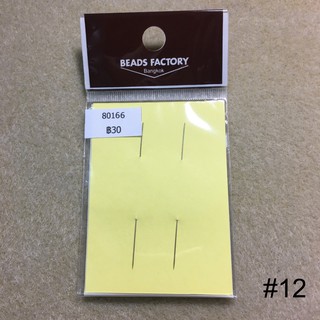 BEADS FACTORY
Bangkok
80166
฿30
#12